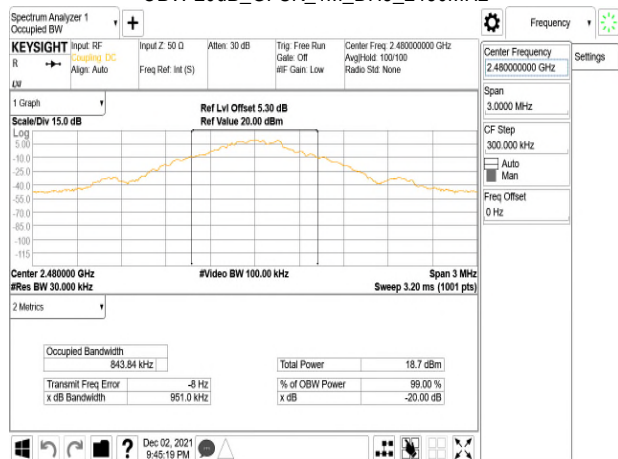 Spectrum Analyzer 1
Occupied BW
Frequency
KEYSIGHT
Input: RF
Coupling: DC
Align: Auto
Input Z: 50 Ω
Freq Ref: Int (S)
Atten: 30 dB
Trig: Free Run
Gate: Off
#IF Gain: Low
Center Freq: 2.480000000 GHz
Avg|Hold: 100/100
Radio Std: None
R
LXI
Center Frequency
2.480000000 GHz
Settings
Span
3.0000 MHz
CF Step
300.000 kHz
Auto
Man
Freq Offset
0 Hz
1 Graph
Scale/Div 15.0 dB
Ref Lvl Offset 5.30 dB
Ref Value 20.00 dBm
Log
5.00
-10.0
-25.0
-40.0
-55.0
-70.0
-85.0
-100
-115
Center 2.480000 GHz
#Res BW 30.000 kHz
#Video BW 100.00 kHz
Span 3 MHz
Sweep 3.20 ms (1001 pts)
2 Metrics
Occupied Bandwidth
843.84 kHz
Total Power 18.7 dBm
Transmit Freq Error -8 Hz
% of OBW Power 99.00 %
x dB Bandwidth 951.0 kHz
x dB -20.00 dB
Dec 02, 2021
9:45:19 PM